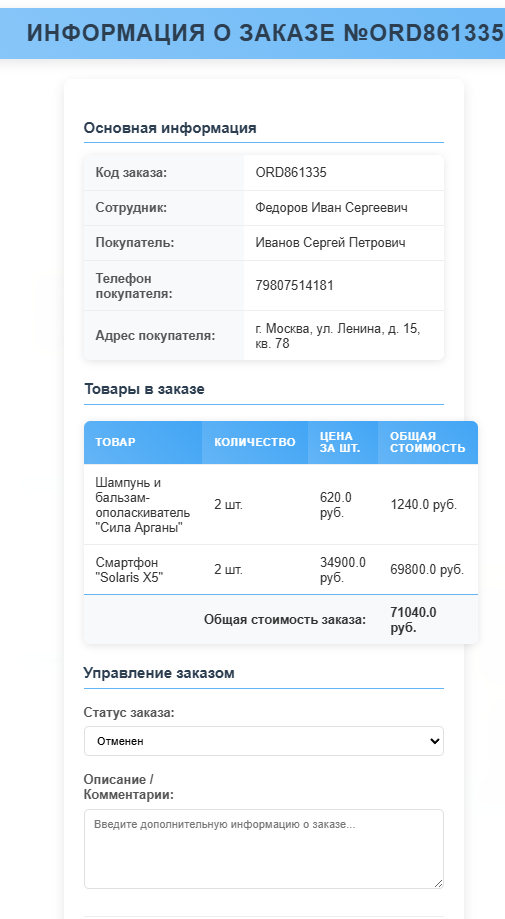 ИНФОРМАЦИЯ О ЗАКАЗЕ №ORD861335
Основная информация
Код заказа: ORD861335
Сотрудник: Федоров Иван Сергеевич
Покупатель: Иванов Сергей Петрович
Телефон
покупателя:
79807514181
Адрес покупателя:
г. Москва, ул. Ленина, д. 15,
кв. 78
Товары в заказе
ТОВАР
КОЛИЧЕСТВО
ЦЕНА
ЗА ШТ.
ОБЩАЯ
СТОИМОСТЬ
Шампунь и
бальзам-
ополаскиватель
"Сила Арганы"
2 шт.
620.0
руб.
1240.0 руб.
Смартфон
"Solaris X5"
2 шт.
34900.0
руб.
69800.0 руб.
Общая стоимость заказа:
71040.0
руб.
Управление заказом
Статус заказа:
Отменен
Описание /
Комментарии:
Введите дополнительную информацию о заказе...